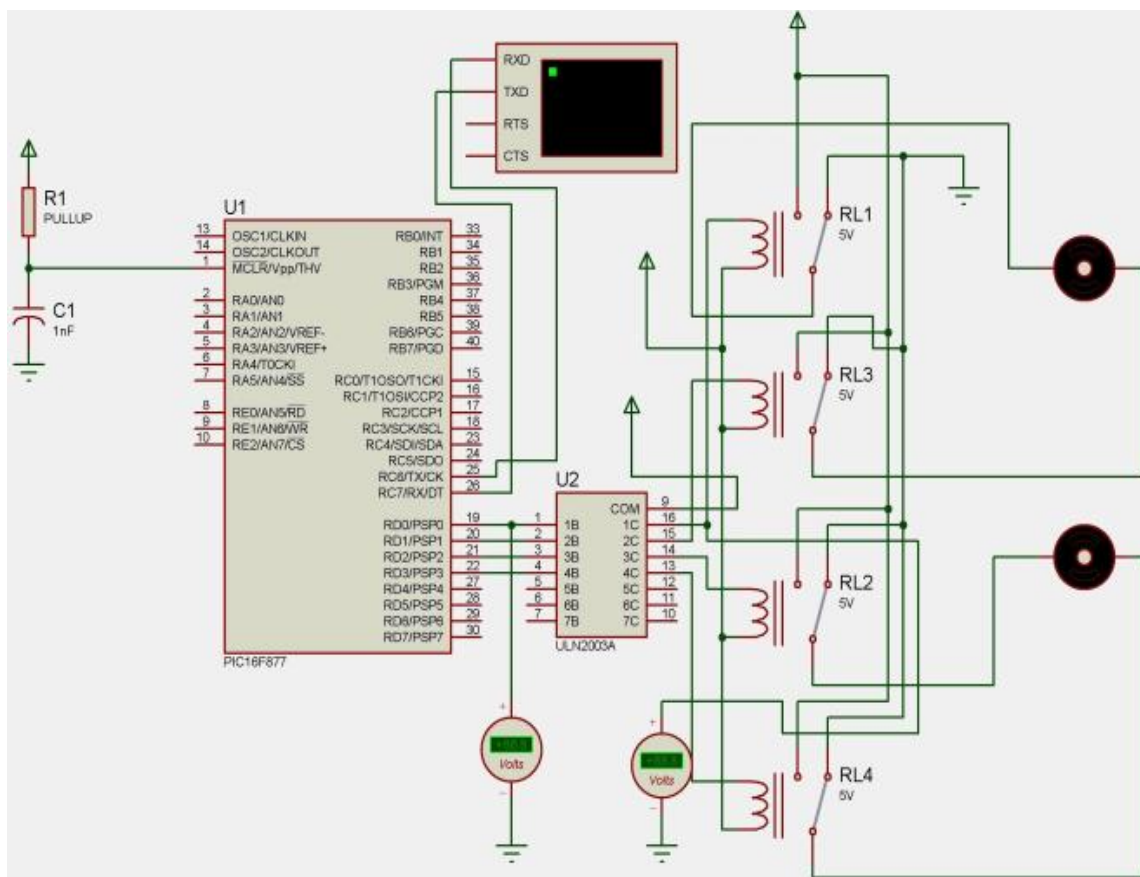 RXD
TXD
RTS
CTS
R1
PULLUP
C1
1nF
U1
13 OSC1/CLKIN
14 OSC2/CLKOUT
1 MCLR/Vpp/THV
2 RA0/AN0
3 RA1/AN1
4 RA2/AN2/VREF-
5 RA3/AN3/VREF+
6 RA4/T0CKI
7 RA5/AN4/SS
8 RE0/AN5/RD
9 RE1/AN6/WR
10 RE2/AN7/CS
RB0/INT 33
RB1 34
RB2 35
RB3/PGM 36
RB4 37
RB5 38
RB6/PGC 39
RB7/PGD 40
RC0/T1OSO/T1CKI 15
RC1/T1OSI/CCP2 16
RC2/CCP1 17
RC3/SCK/SCL 18
RC4/SDI/SDA 23
RC5/SDO 24
RC6/TX/CK 25
RC7/RX/DT 26
RD0/PSP0 19
RD1/PSP1 20
RD2/PSP2 21
RD3/PSP3 22
RD4/PSP4 27
RD5/PSP5 28
RD6/PSP6 29
RD7/PSP7 30
PIC16F877
U2
COM 9
1 1B 1C 16
2 2B 2C 15
3 3B 3C 14
4 4B 4C 13
5 5B 5C 12
6 6B 6C 11
7 7B 7C 10
ULN2003A
RL1
5V
RL3
5V
RL2
5V
RL4
5V
+
Volts
-
+
Volts
-